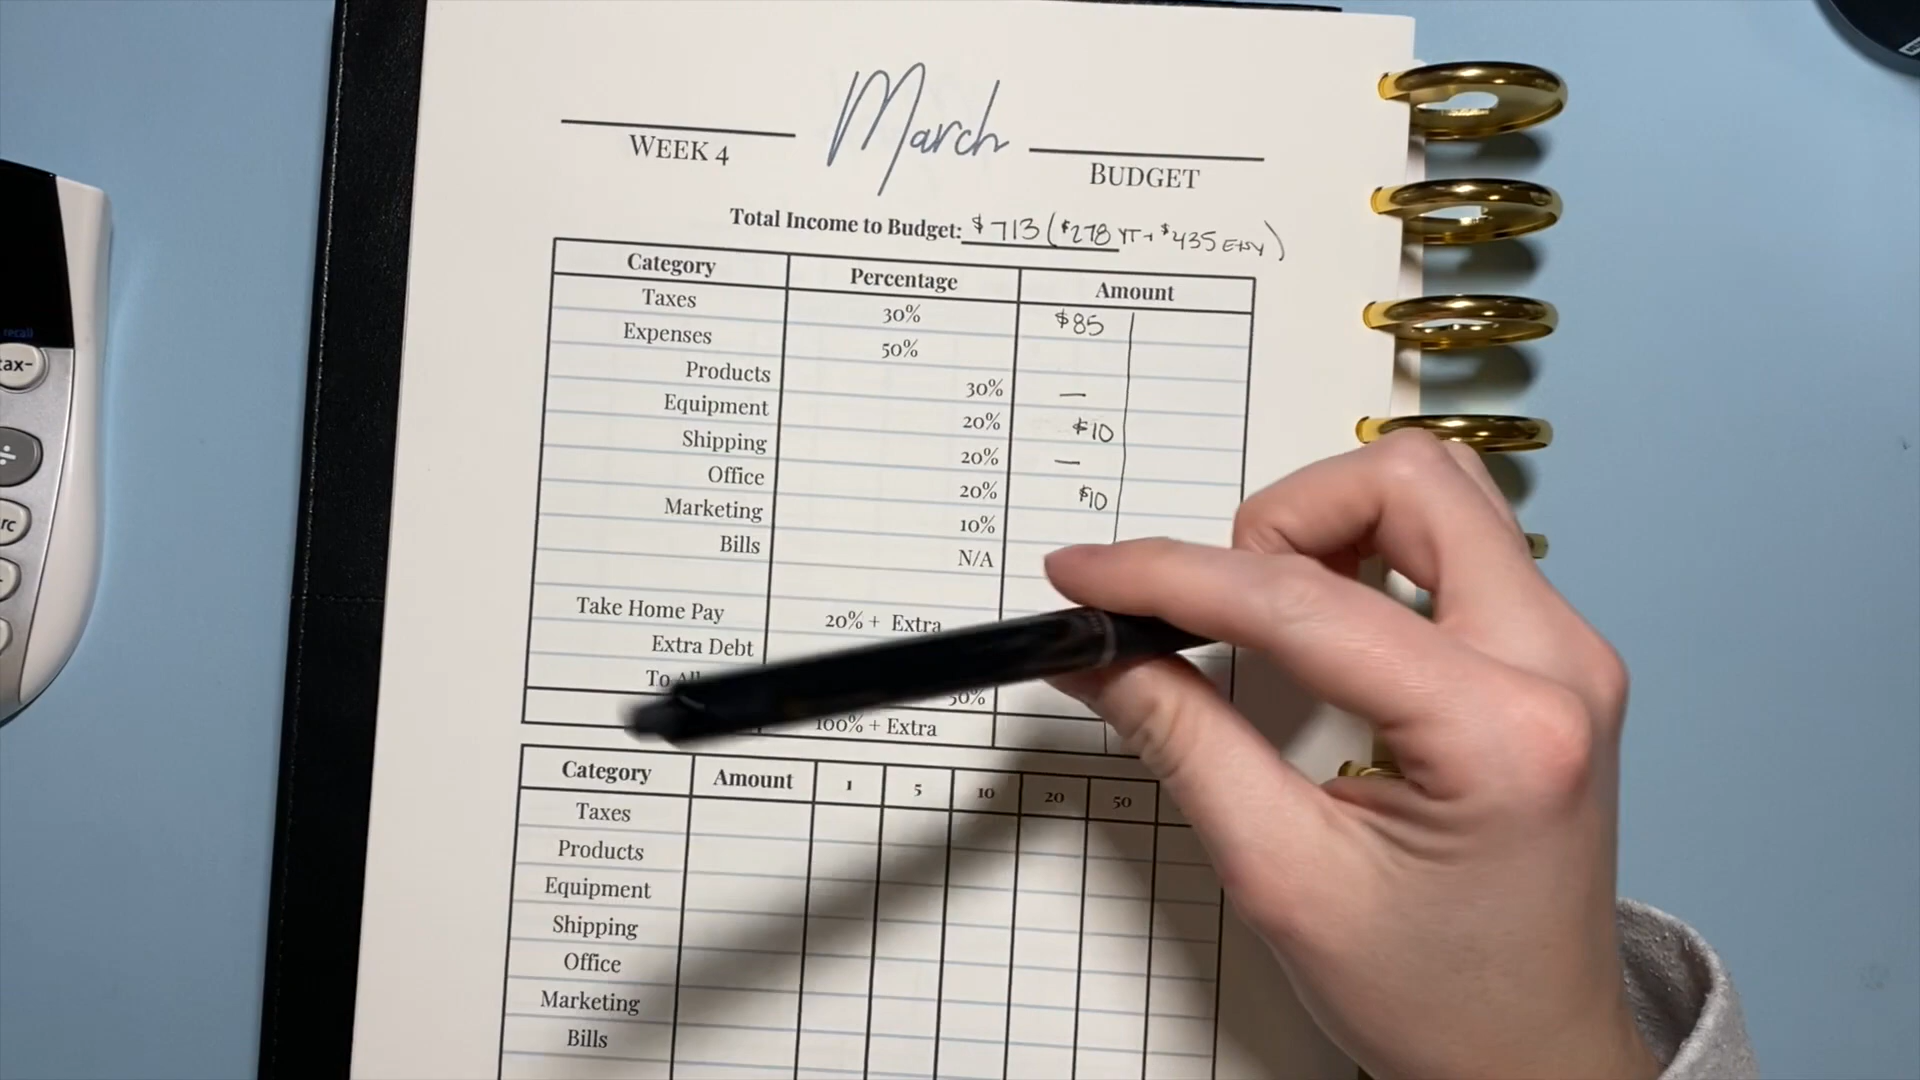 March
WEEK 4
BUDGET
Total Income to Budget: $713 ($278 YT + $435 ETSY)
Category Percentage Amount
Taxes 30% $85
Expenses 50%
Products 30% —
Equipment 20% $10
Shipping 20% —
Office 20% $10
Marketing 10%
Bills N/A
Take Home Pay 20% + Extra
Extra Debt
To
100% + Extra
Category Amount 1 5 10 20 50
Taxes
Products
Equipment
Shipping
Office
Marketing
Bills
recall
tax-
÷